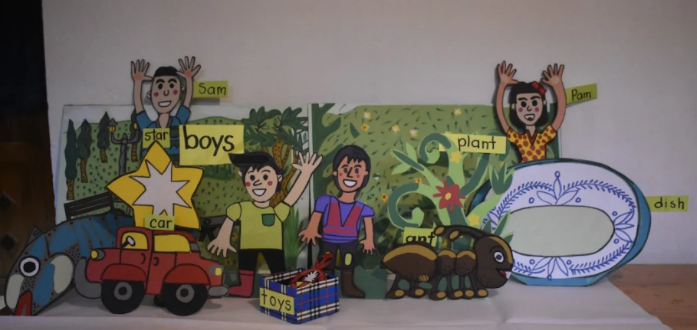 Sam
Pam
star
boys
plant
dish
car
ant
toys